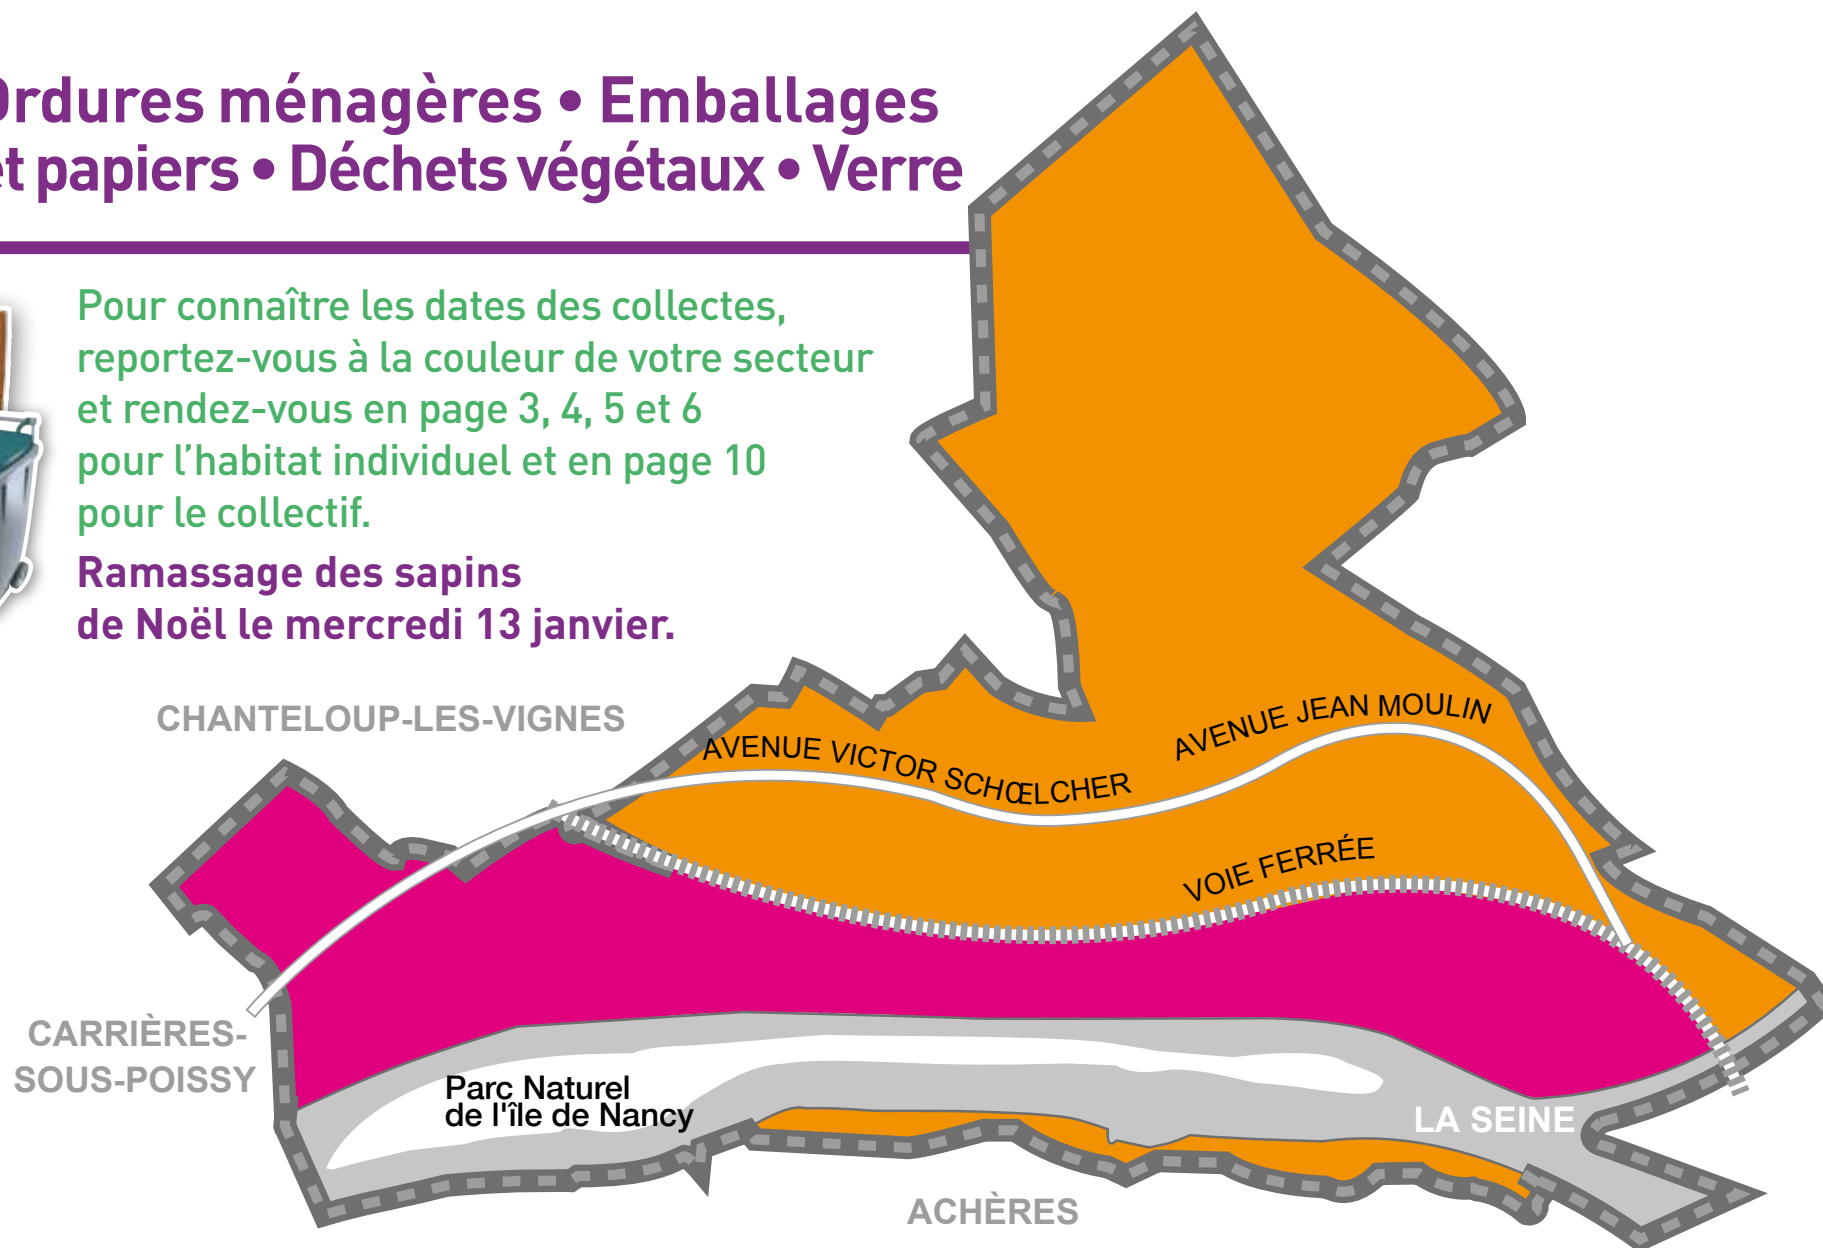 Ordures ménagères • Emballages
et papiers • Déchets végétaux • Verre
Pour connaître les dates des collectes,
reportez-vous à la couleur de votre secteur
et rendez-vous en page 3, 4, 5 et 6
pour l'habitat individuel et en page 10
pour le collectif.
Ramassage des sapins
de Noël le mercredi 13 janvier.
CHANTELOUP-LES-VIGNES
AVENUE VICTOR SCHŒLCHER
AVENUE JEAN MOULIN
VOIE FERRÉE
CARRIÈRES-
SOUS-POISSY
Parc Naturel
de l'île de Nancy
LA SEINE
ACHÈRES